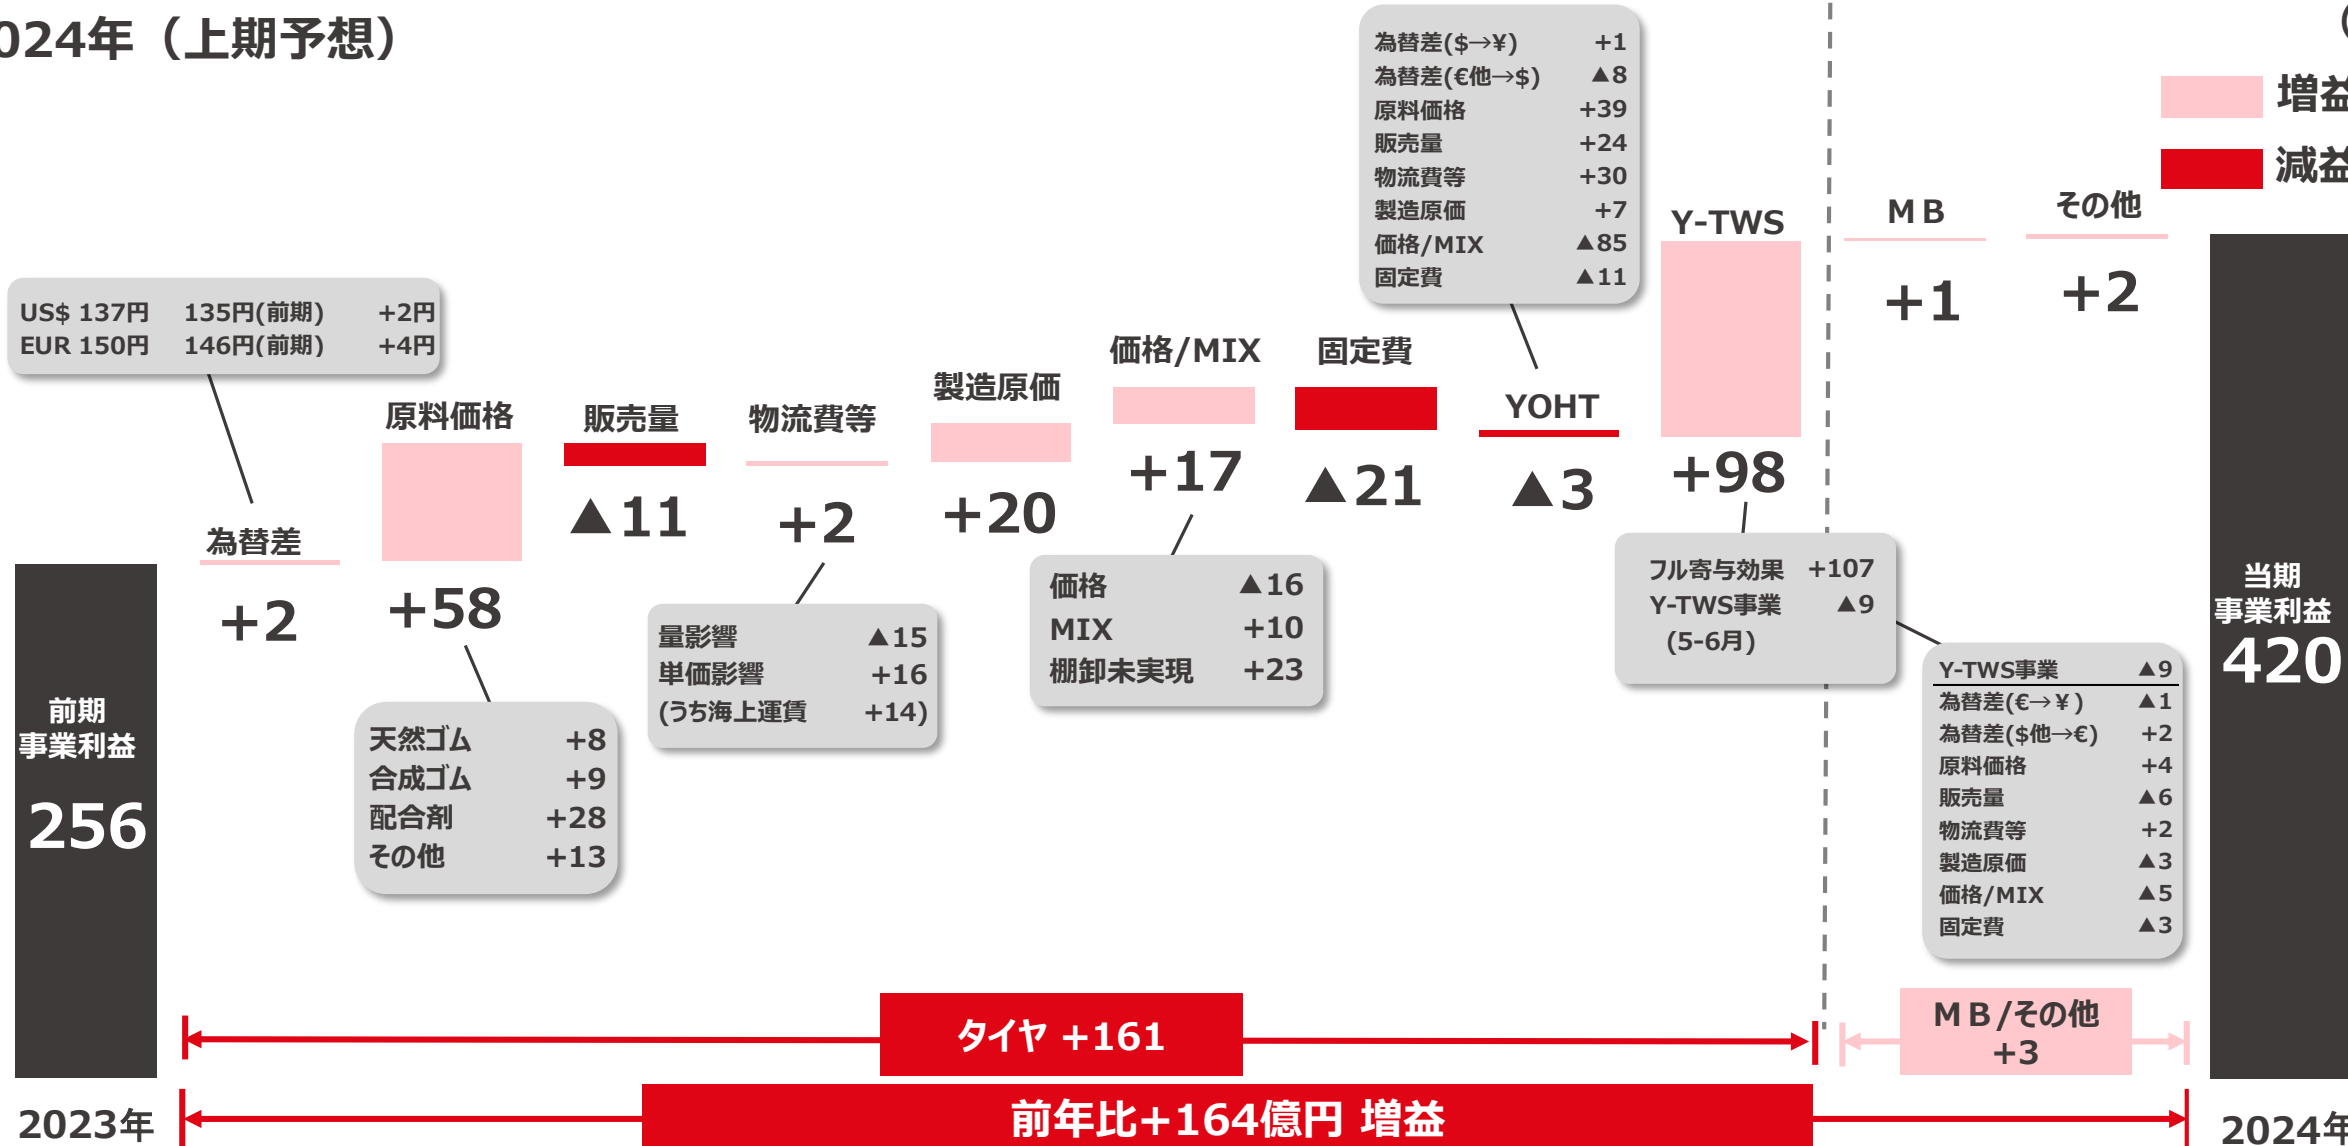 024年（上期予想）
増益
減益
為替差($→¥) +1
為替差(€他→$) ▲8
原料価格 +39
販売量 +24
物流費等 +30
製造原価 +7
価格/MIX ▲85
固定費 ▲11
US$ 137円 135円(前期) +2円
EUR 150円 146円(前期) +4円
前期
事業利益
256
為替差
+2
原料価格
+58
天然ゴム +8
合成ゴム +9
配合剤 +28
その他 +13
販売量
▲11
物流費等
+2
量影響 ▲15
単価影響 +16
(うち海上運賃 +14)
製造原価
+20
価格/MIX
+17
価格 ▲16
MIX +10
棚卸未実現 +23
固定費
▲21
YOHT
▲3
Y-TWS
+98
フル寄与効果 +107
Y-TWS事業 ▲9
(5-6月)
Y-TWS事業 ▲9
為替差(€→¥) ▲1
為替差($他→€) +2
原料価格 +4
販売量 ▲6
物流費等 +2
製造原価 ▲3
価格/MIX ▲5
固定費 ▲3
ＭＢ
+1
その他
+2
当期
事業利益
420
タイヤ +161
ＭＢ/その他
+3
前年比+164億円 増益
2023年
2024年